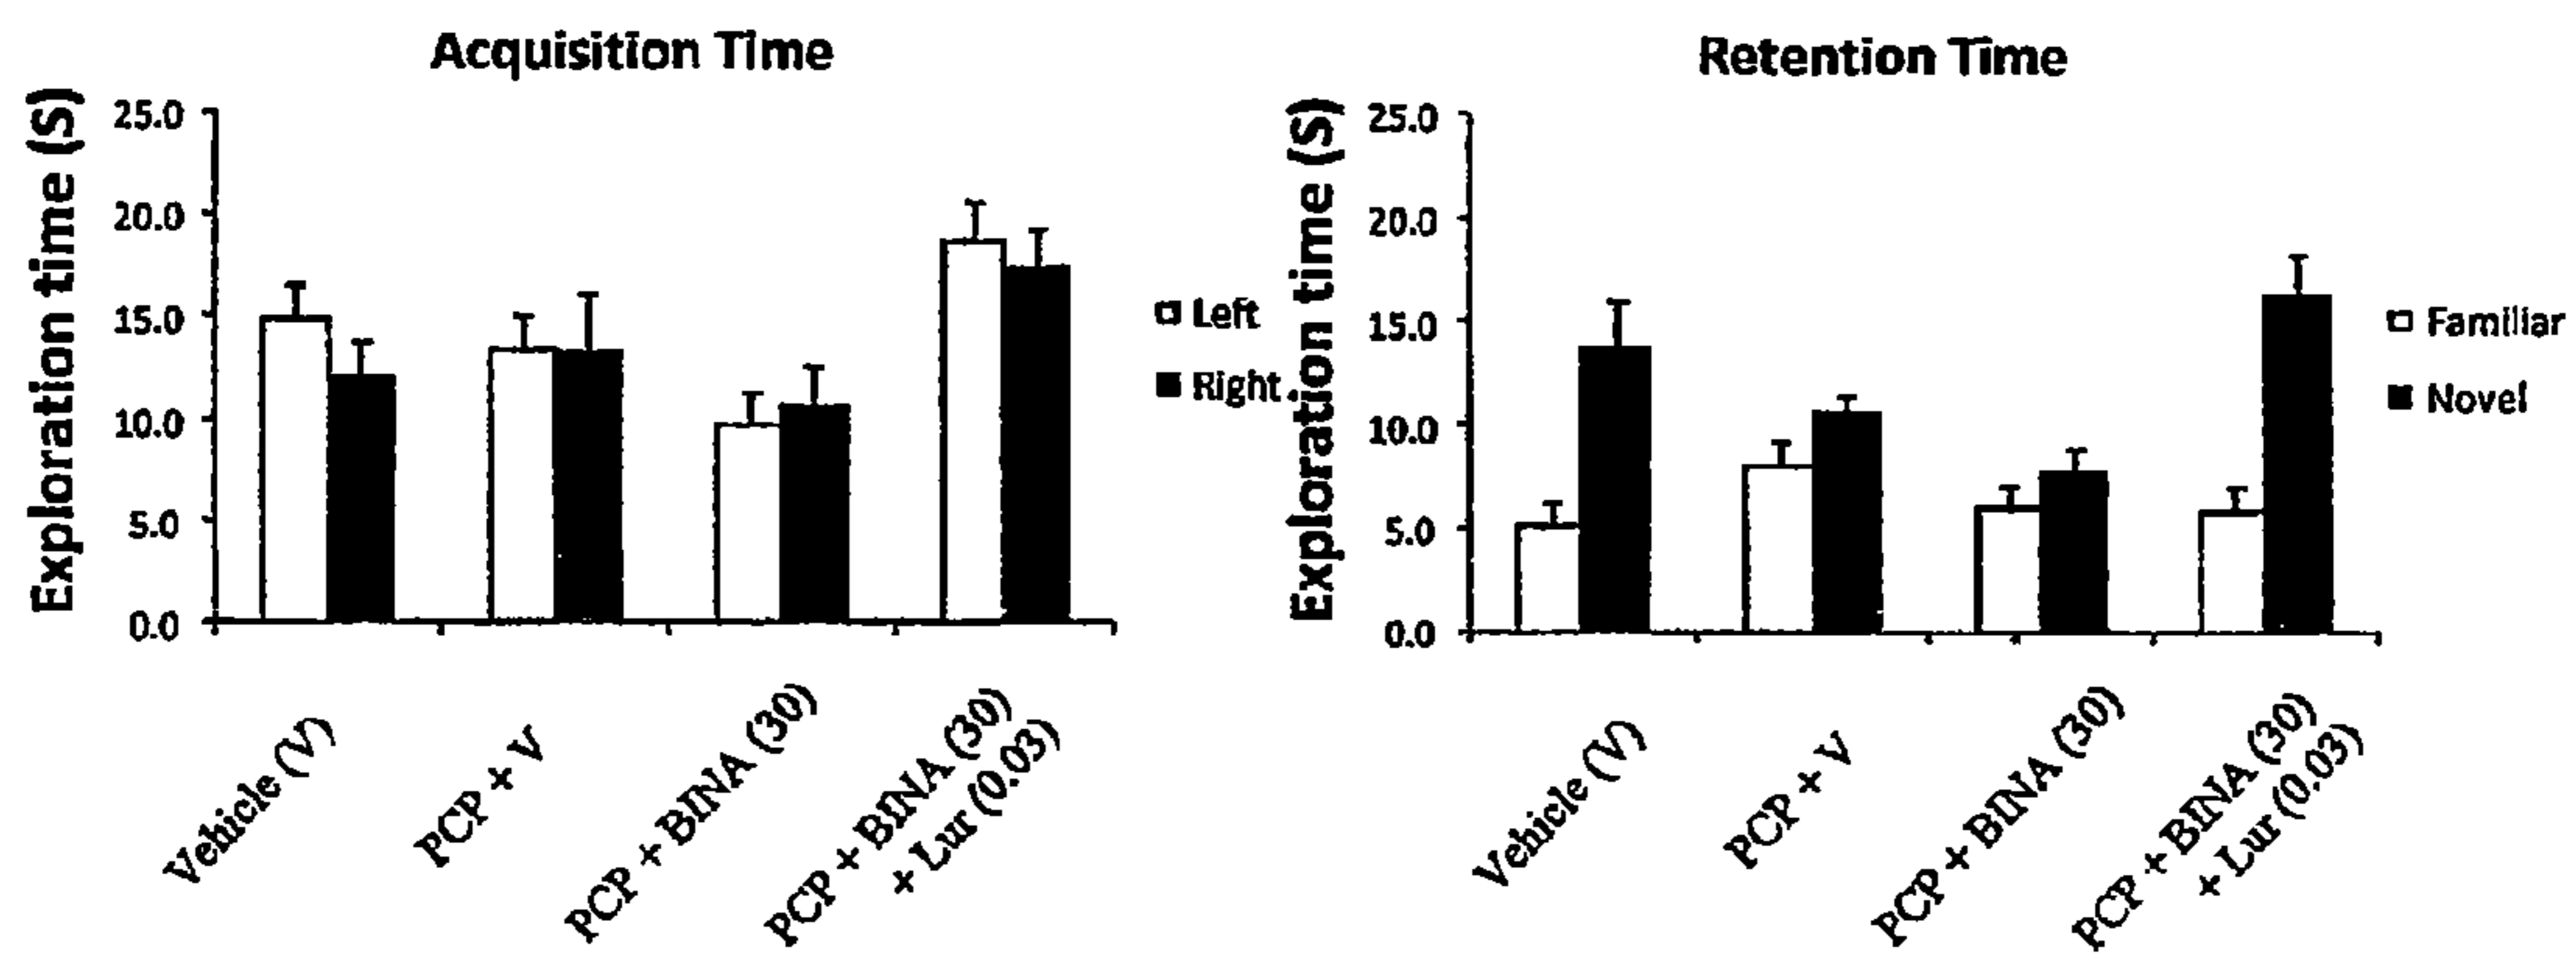 Acquisition Time
Exploration time (S)
25.0
20.0
15.0
10.0
5.0
0.0
Vehicle (V)
PCP + V
PCP + BINA (30)
PCP + BINA (30)
+ Lur (0.03)
Left
Right
Retention Time
Exploration time (S)
25.0
20.0
15.0
10.0
5.0
0.0
Vehicle (V)
PCP + V
PCP + BINA (30)
PCP + BINA (30)
+ Lur (0.03)
Familiar
Novel